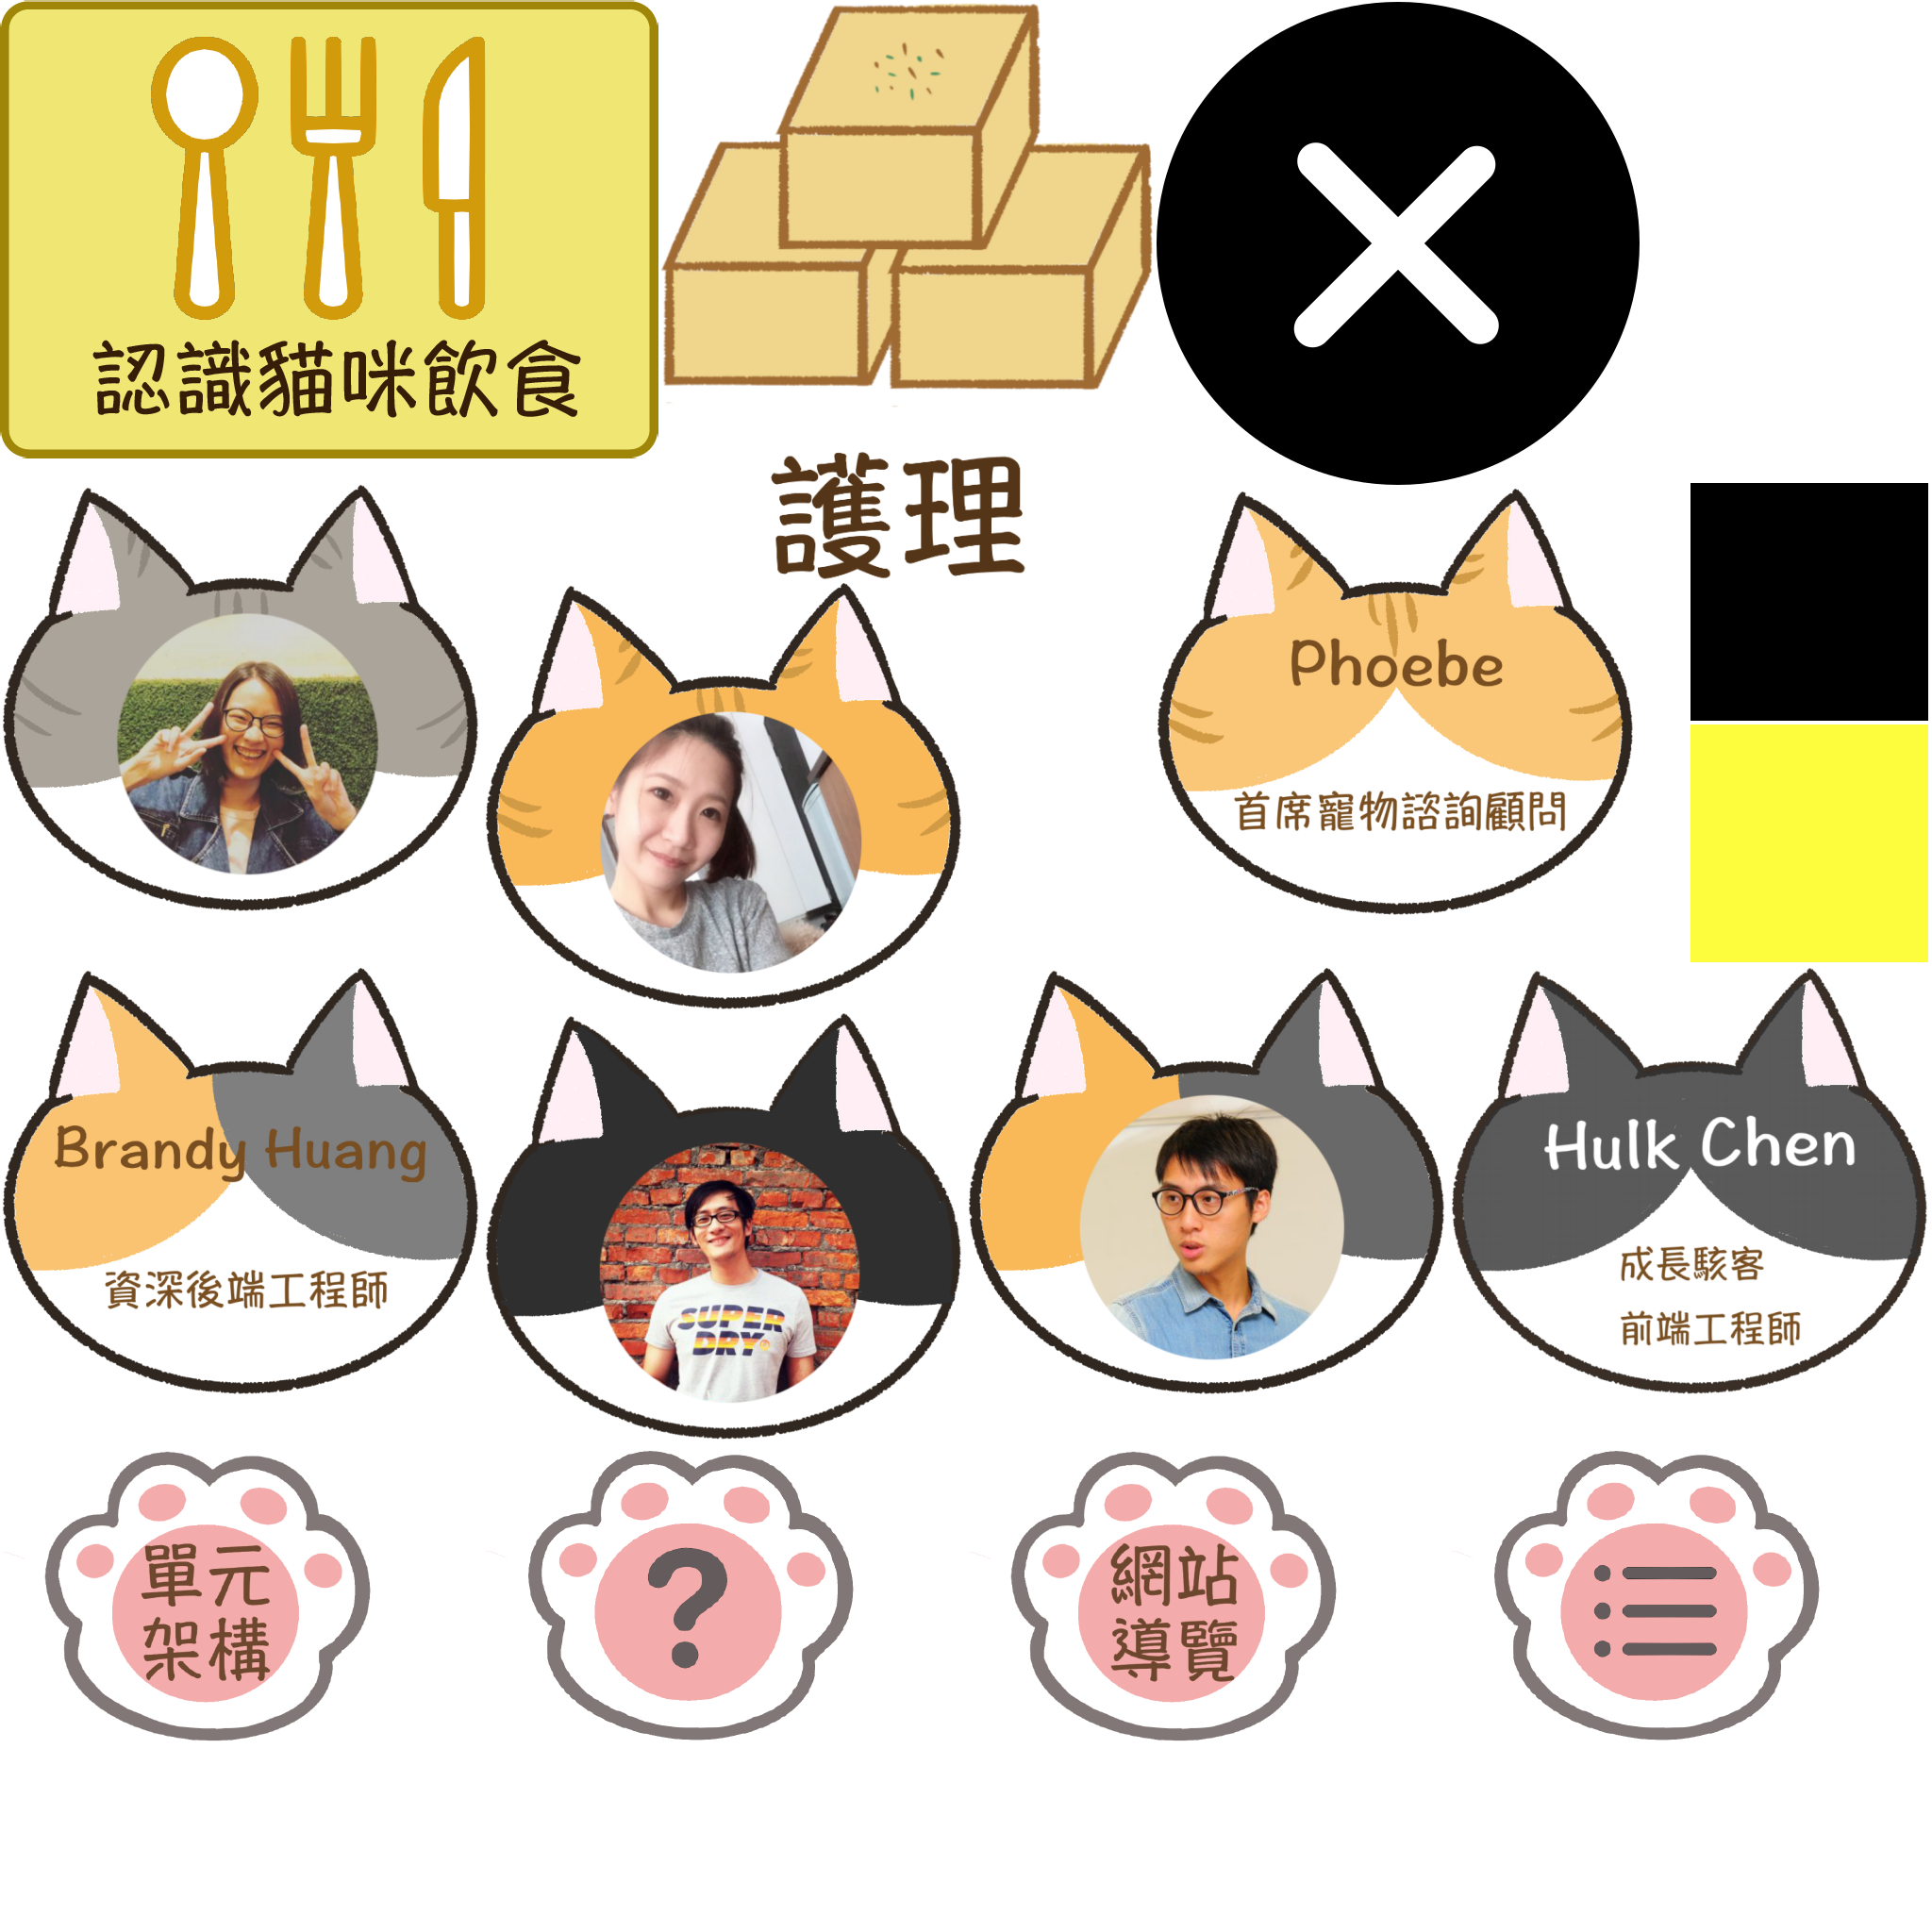 認識貓咪飲食
護理
Phoebe
首席寵物諮詢顧問
Brandy Huang
資深後端工程師
SUPER
DRY
Hulk Chen
成長駭客
前端工程師
單元
架構
?
網站
導覽